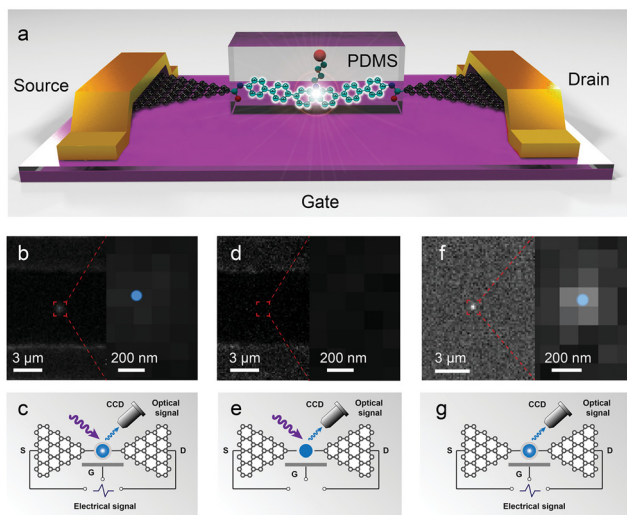 a
PDMS
Source
Drain
Gate
b
3 μm
200 nm
d
3 μm
200 nm
f
3 μm
200 nm
c
CCD
Optical
signal
S
D
G
Electrical signal
e
CCD
Optical
signal
S
D
G
g
CCD
Optical
signal
S
D
G
Electrical signal